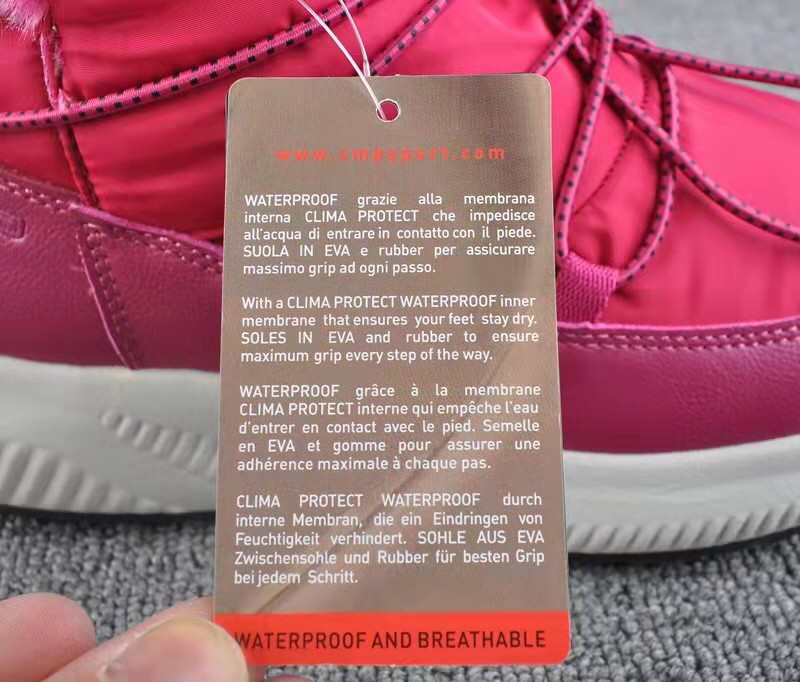 www.cmpsport.com
WATERPROOF grazie alla membrana
interna CLIMA PROTECT che impedisce
all'acqua di entrare in contatto con il piede.
SUOLA IN EVA e rubber per assicurare
massimo grip ad ogni passo.
With a CLIMA PROTECT WATERPROOF inner
membrane that ensures your feet stay dry.
SOLES IN EVA and rubber to ensure
maximum grip every step of the way.
WATERPROOF grâce à la membrane
CLIMA PROTECT interne qui empêche l'eau
d'entrer en contact avec le pied. Semelle
en EVA et gomme pour assurer une
adhérence maximale à chaque pas.
CLIMA PROTECT WATERPROOF durch
interne Membran, die ein Eindringen von
Feuchtigkeit verhindert. SOHLE AUS EVA
Zwischensohle und Rubber für besten Grip
bei jedem Schritt.
WATERPROOF AND BREATHABLE